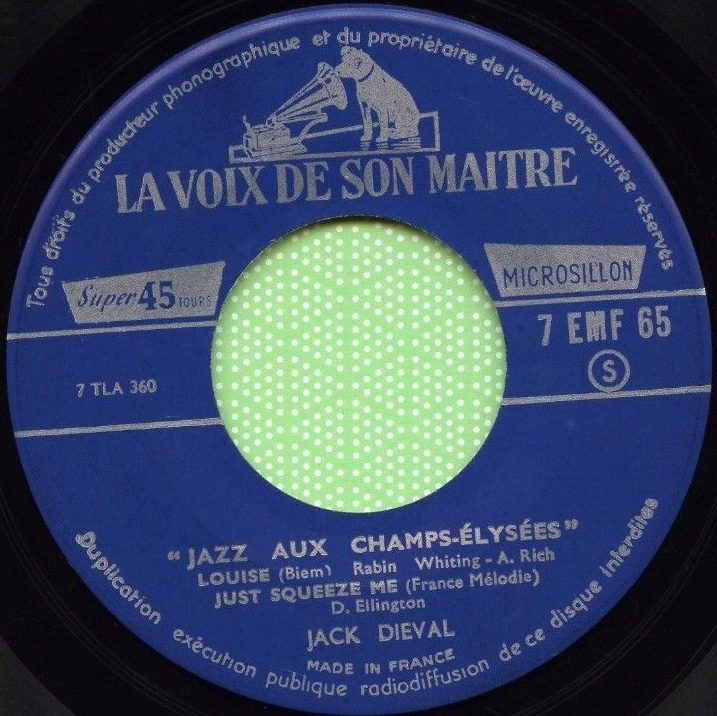 Tous droits du producteur phonographique et du propriétaire de l'œuvre enregistrée réservés
LA VOIX DE SON MAITRE
Super 45 TOURS
MICROSILLON
7 EMF 65
S
7 TLA 360
"JAZZ AUX CHAMPS-ÉLYSÉES"
LOUISE (Biem) Rabin Whiting - A. Rich
JUST SQUEEZE ME (France Mélodie)
D. Ellington
JACK DIEVAL
MADE IN FRANCE
Duplication exécution publique radiodiffusion de ce disque interdites